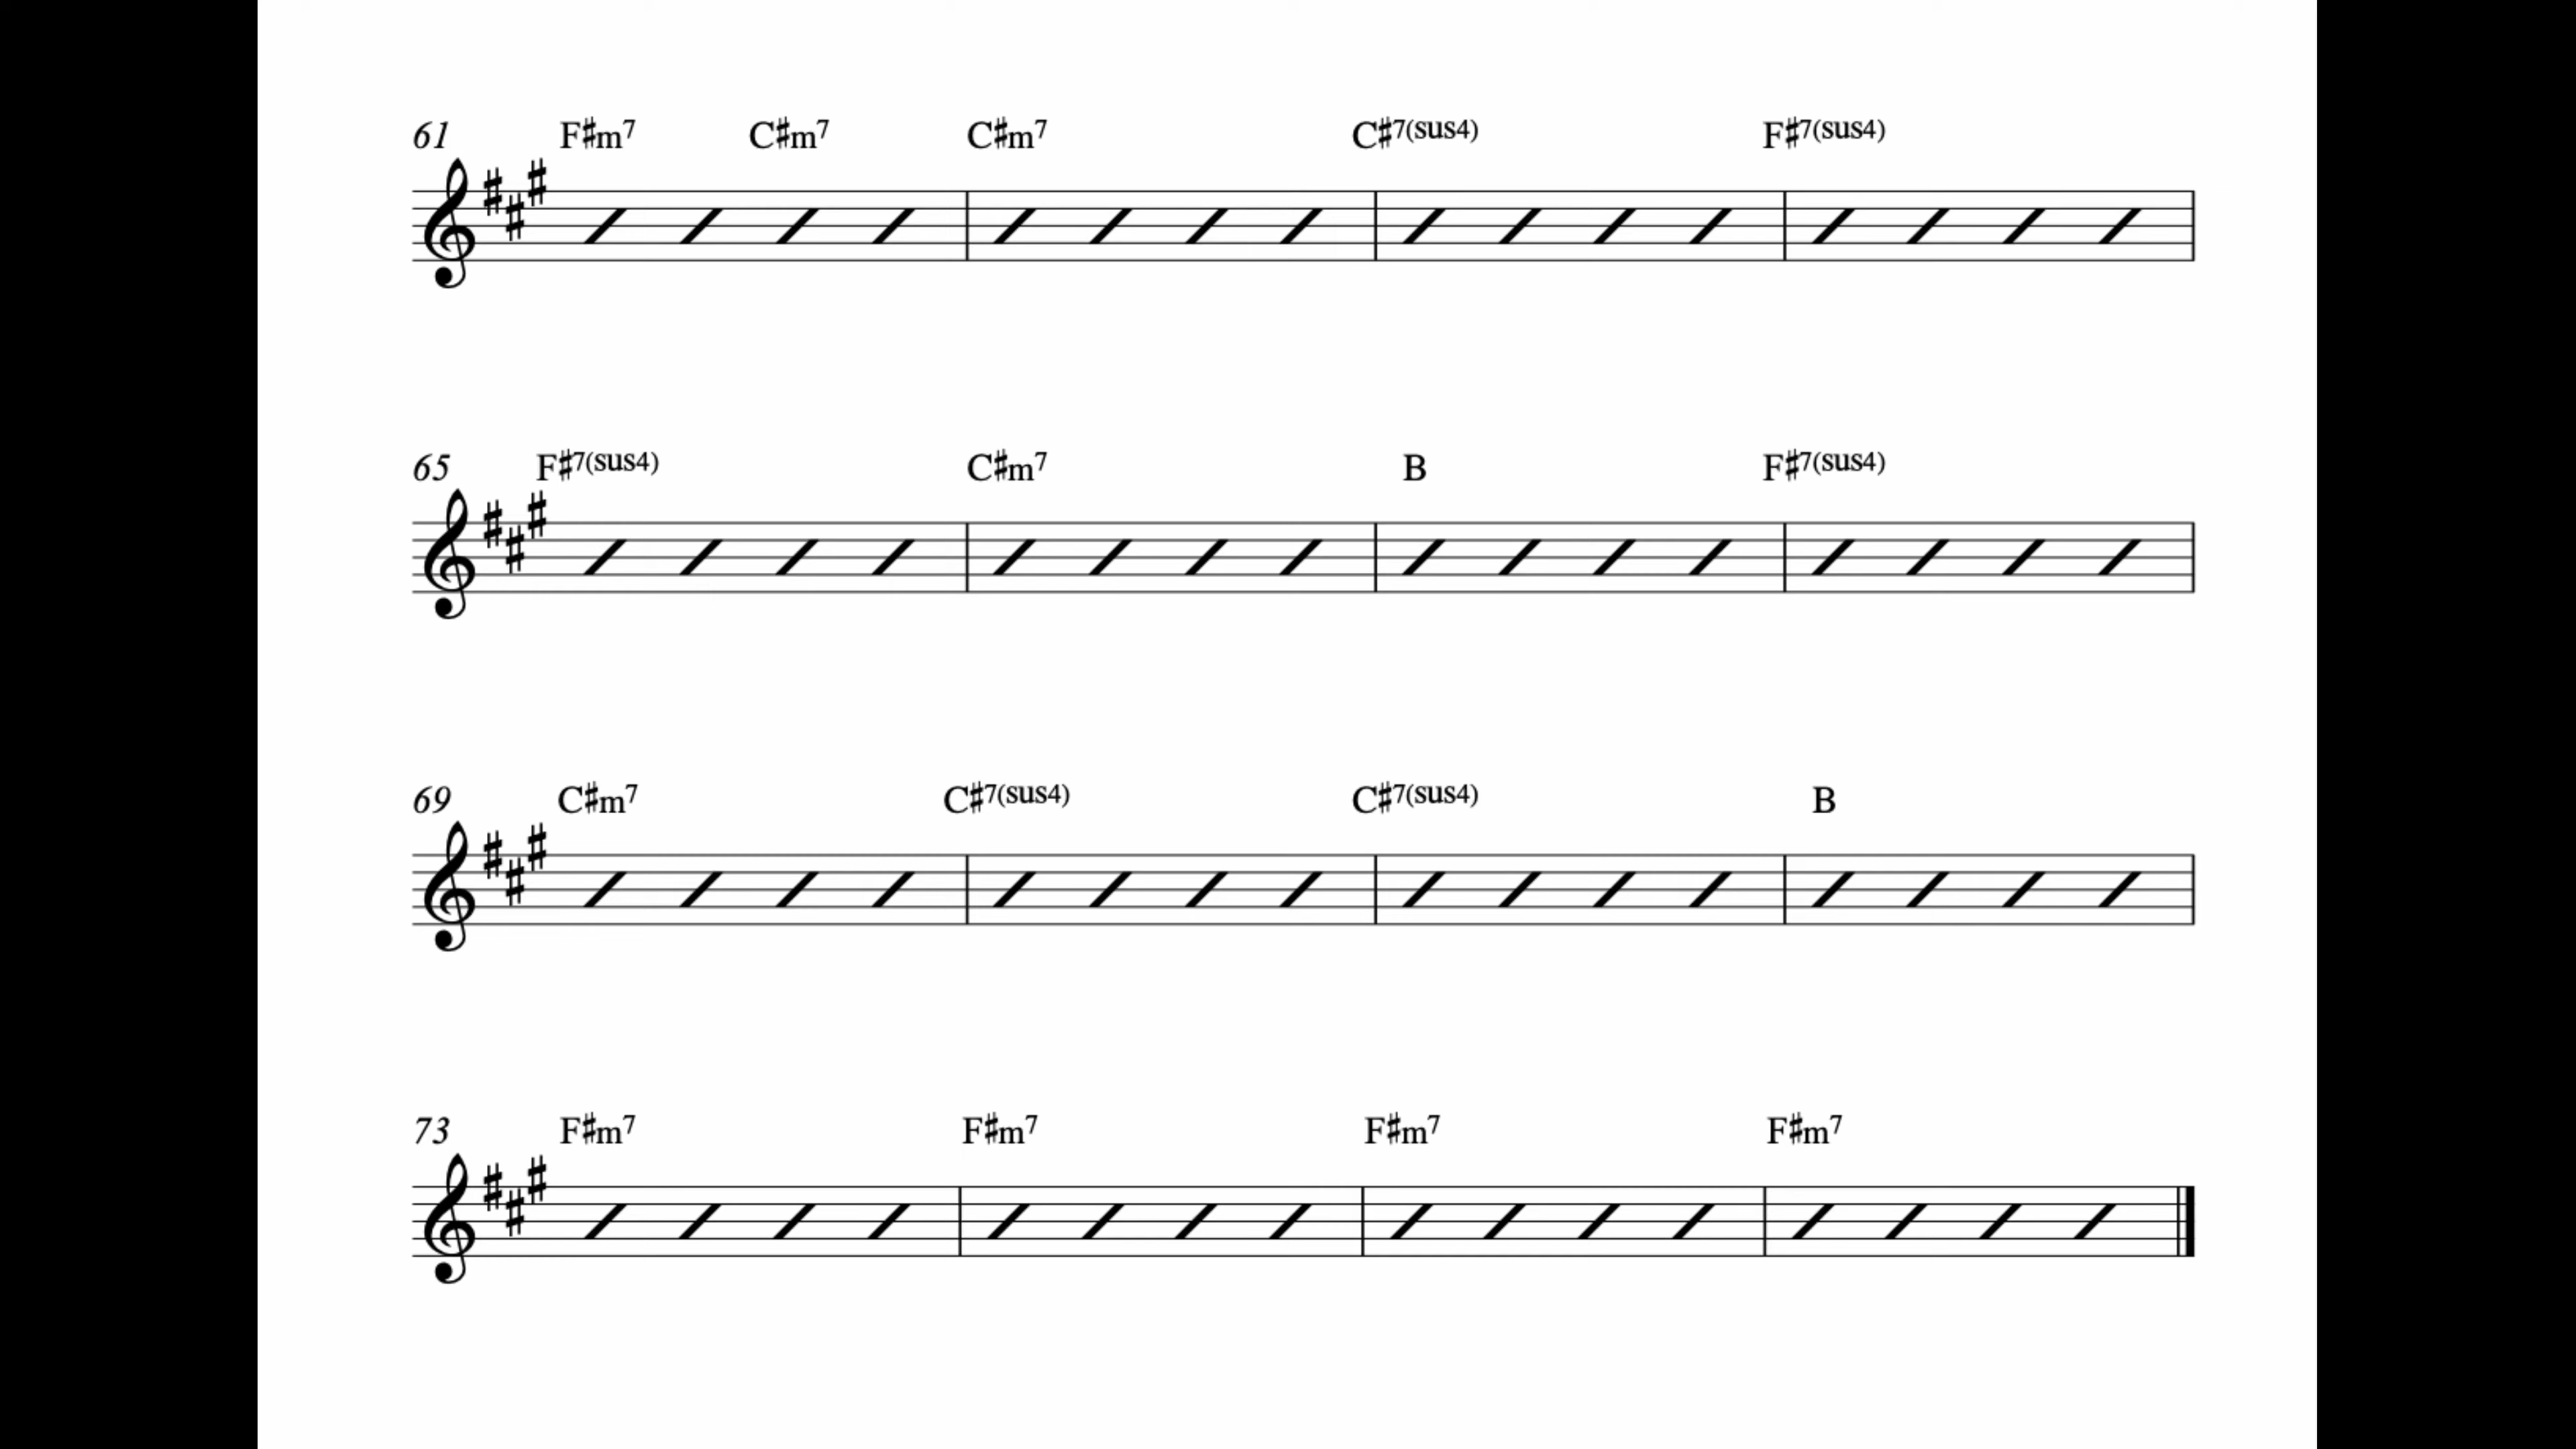 61 F♯m7 C♯m7 C♯m7 C♯7(sus4) F♯7(sus4)
65 F♯7(sus4) C♯m7 B F♯7(sus4)
69 C♯m7 C♯7(sus4) C♯7(sus4) B
73 F♯m7 F♯m7 F♯m7 F♯m7